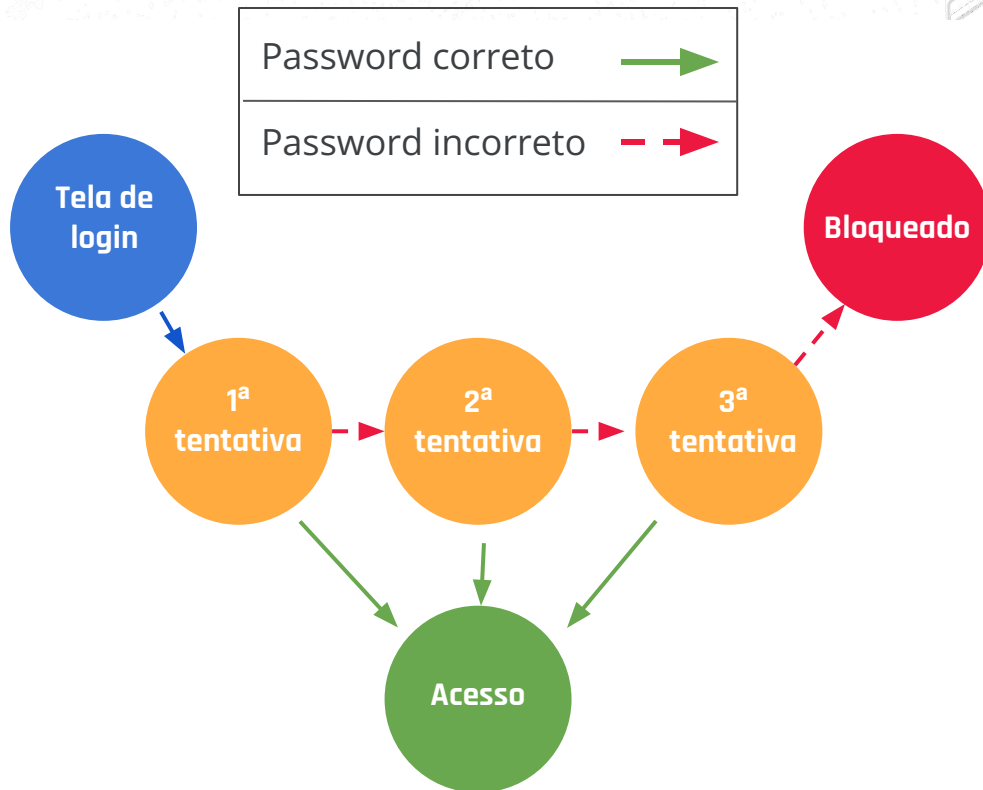 Password correto
Password incorreto
Tela de
login
Bloqueado
1ª
tentativa
2ª
tentativa
3ª
tentativa
Acesso